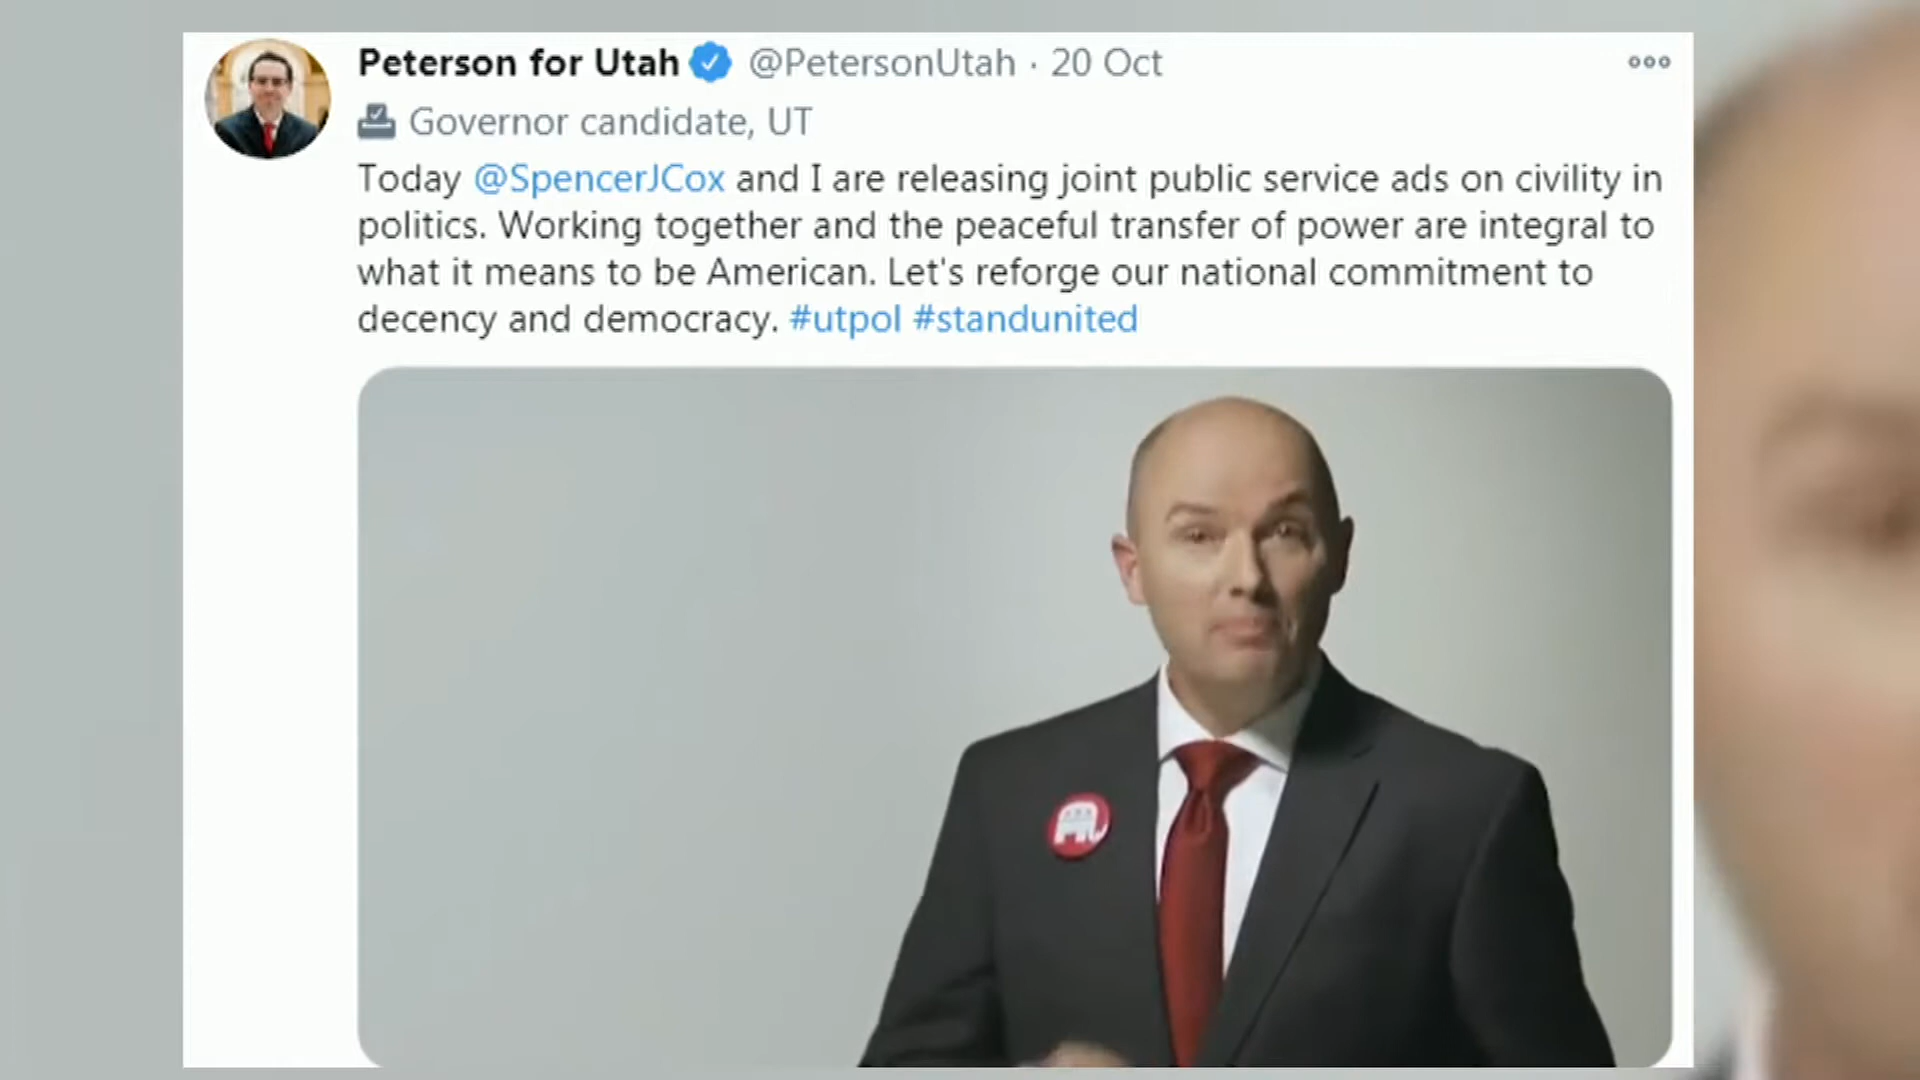 Peterson for Utah @PetersonUtah · 20 Oct
Governor candidate, UT
Today @SpencerJCox and I are releasing joint public service ads on civility in
politics. Working together and the peaceful transfer of power are integral to
what it means to be American. Let's reforge our national commitment to
decency and democracy. #utpol #standunited